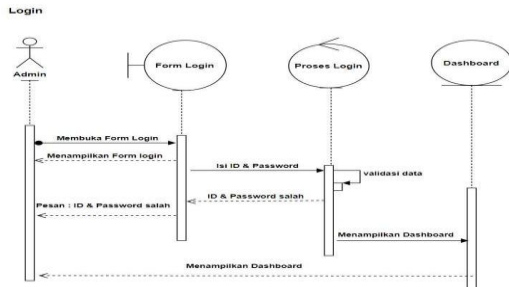 Login
Admin
Form Login
Proses Login
Dashboard
Membuka Form Login
Menampilkan Form login
Isi ID & Password
validasi data
ID & Password salah
Pesan : ID & Password salah
Menampilkan Dashboard
Menampilkan Dashboard